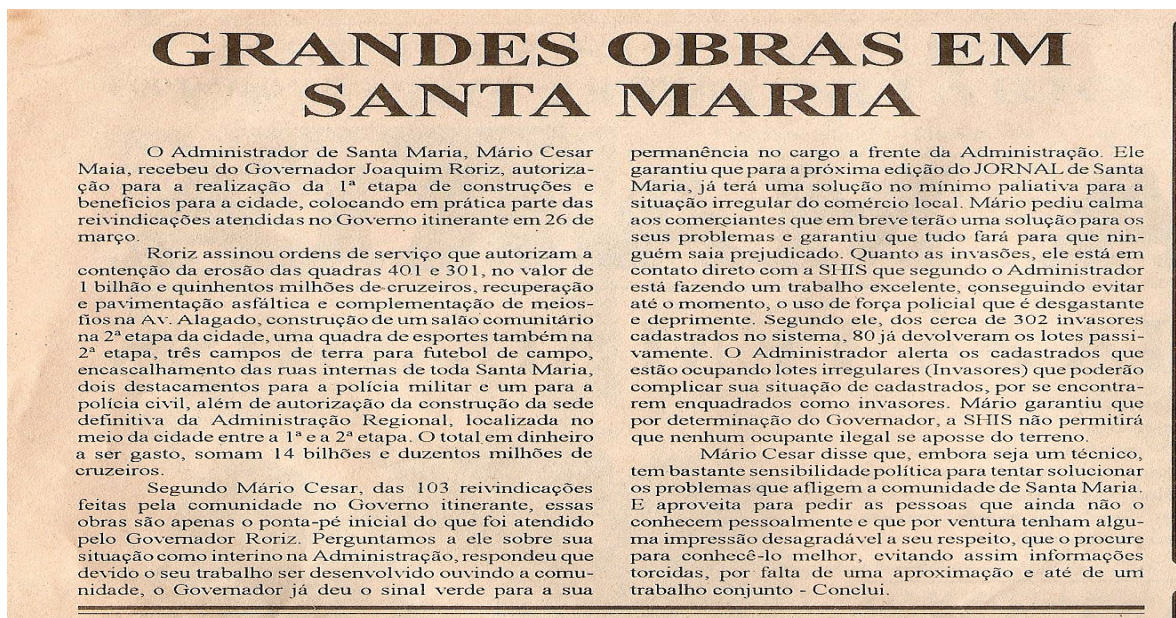 GRANDES OBRAS EM
SANTA MARIA
O Administrador de Santa Maria, Mário Cesar
Maia, recebeu do Governador Joaquim Roriz, autoriza-
ção para a realização da 1ª etapa de construções e
benefícios para a cidade, colocando em prática parte das
reivindicações atendidas no Governo itinerante em 26 de
março.
Roriz assinou ordens de serviço que autorizam a
contenção da erosão das quadras 401 e 301, no valor de
1 bilhão e quinhentos milhões de cruzeiros, recuperação
e pavimentação asfáltica e complementação de meios-
fios na Av. Alagado, construção de um salão comunitário
na 2ª etapa da cidade, uma quadra de esportes também na
2ª etapa, três campos de terra para futebol de campo,
encascalhamento das ruas internas de toda Santa Maria,
dois destacamentos para a polícia militar e um para a
polícia civil, além de autorização da construção da sede
definitiva da Administração Regional, localizada no
meio da cidade entre a 1ª e a 2ª etapa. O total em dinheiro
a ser gasto, somam 14 bilhões e duzentos milhões de
cruzeiros.
Segundo Mário Cesar, das 103 reivindicações
feitas pela comunidade no Governo itinerante, essas
obras são apenas o ponta-pé inicial do que foi atendido
pelo Governador Roriz. Perguntamos a ele sobre sua
situação como interino na Administração, respondeu que
devido o seu trabalho ser desenvolvido ouvindo a comu-
nidade, o Governador já deu o sinal verde para a sua
permanência no cargo a frente da Administração. Ele
garantiu que para a próxima edição do JORNAL de Santa
Maria, já terá uma solução no mínimo paliativa para a
situação irregular do comércio local. Mário pediu calma
aos comerciantes que em breve terão uma solução para os
seus problemas e garantiu que tudo fará para que nin-
guém saia prejudicado. Quanto as invasões, ele está em
contato direto com a SHIS que segundo o Administrador
está fazendo um trabalho excelente, conseguindo evitar
até o momento, o uso de força policial que é desgastante
e deprimente. Segundo ele, dos cerca de 302 invasores
cadastrados no sistema, 80 já devolveram os lotes passi-
vamente. O Administrador alerta os cadastrados que
estão ocupando lotes irregulares (Invasores) que poderão
complicar sua situação de cadastrados, por se encontra-
rem enquadrados como invasores. Mário garantiu que
por determinação do Governador, a SHIS não permitirá
que nenhum ocupante ilegal se aposse do terreno.
Mário Cesar disse que, embora seja um técnico,
tem bastante sensibilidade política para tentar solucionar
os problemas que afligem a comunidade de Santa Maria.
E aproveita para pedir as pessoas que ainda não o
conhecem pessoalmente e que por ventura tenham algu-
ma impressão desagradável a seu respeito, que o procure
para conhecê-lo melhor, evitando assim informações
torcidas, por falta de uma aproximação e até de um
trabalho conjunto - Conclui.